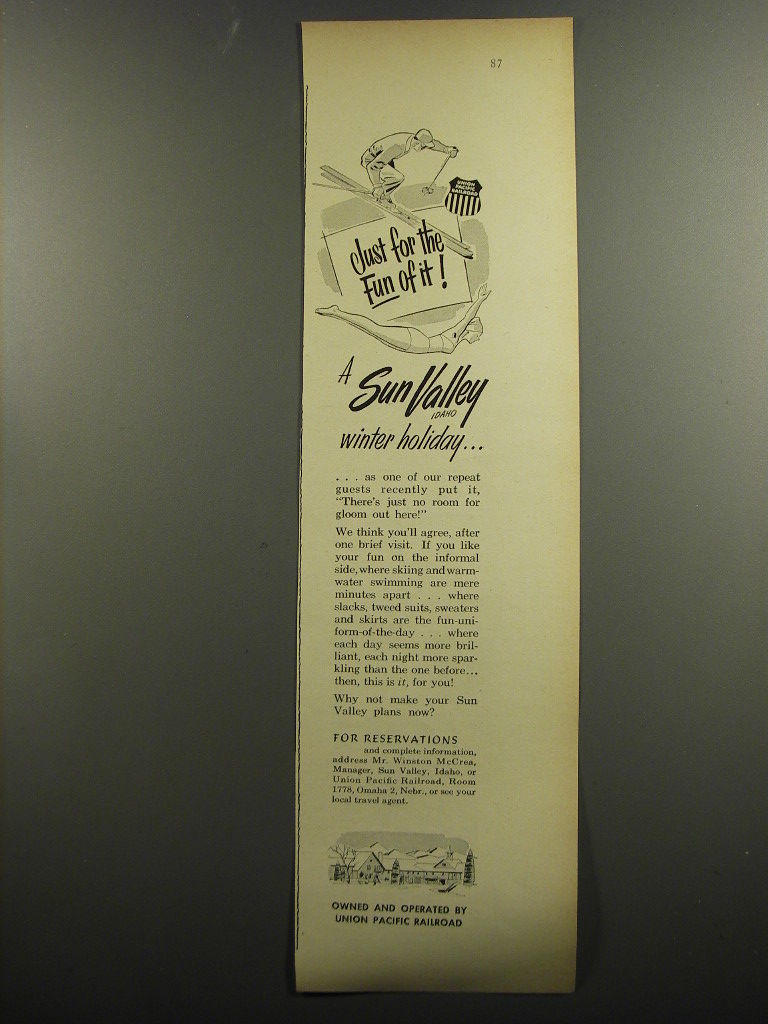 87
UNION
PACIFIC
RAILROAD
Just for the
Fun of it!
A
Sun Valley
IDAHO
winter holiday...
. . . as one of our repeat
guests recently put it,
"There's just no room for
gloom out here!"
We think you'll agree, after
one brief visit. If you like
your fun on the informal
side, where skiing and warm-
water swimming are mere
minutes apart . . . where
slacks, tweed suits, sweaters
and skirts are the fun-uni-
form-of-the-day . . . where
each day seems more bril-
liant, each night more spar-
kling than the one before...
then, this is it, for you!
Why not make your Sun
Valley plans now?
FOR RESERVATIONS
and complete information,
address Mr. Winston McCrea,
Manager, Sun Valley, Idaho, or
Union Pacific Railroad, Room
1778, Omaha 2, Nebr., or see your
local travel agent.
OWNED AND OPERATED BY
UNION PACIFIC RAILROAD